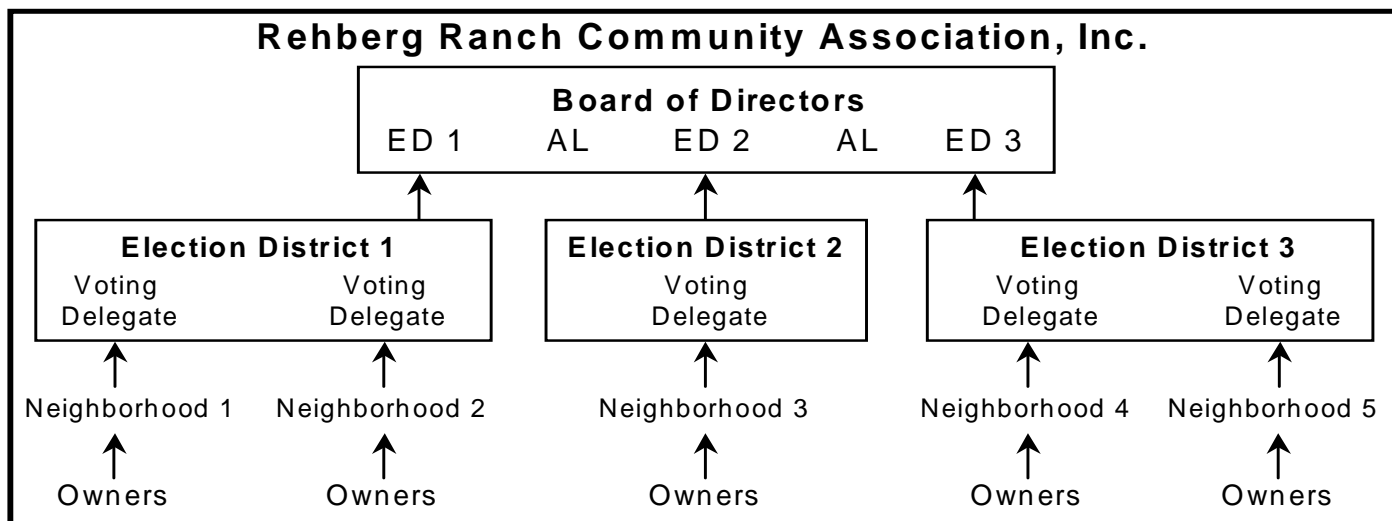 Rehberg Ranch Community Association, Inc.
Board of Directors
ED 1 AL ED 2 AL ED 3
Election District 1 Election District 2 Election District 3
Voting Voting Voting Voting Voting
Delegate Delegate Delegate Delegate Delegate
Neighborhood 1 Neighborhood 2 Neighborhood 3 Neighborhood 4 Neighborhood 5
Owners Owners Owners Owners Owners